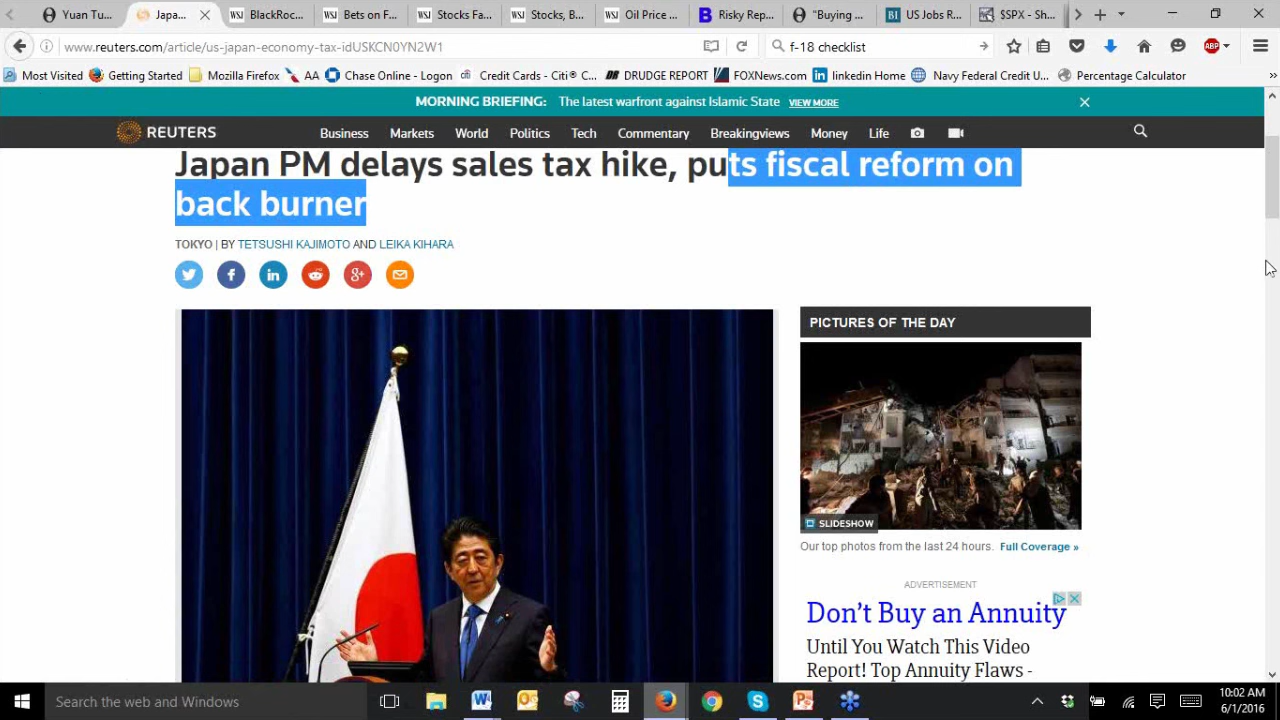 Yuan Tu...
Japa...
BlackRoc...
Bets on F...
Stocks Fa...
Stocks, B...
Oil Price ...
Risky Rep...
"Buying ...
US Jobs R...
$SPX - Sh...
www.reuters.com/article/us-japan-economy-tax-idUSKCN0YN2W1
f-18 checklist
ABP
Most Visited
Getting Started
Mozilla Firefox
AA
Chase Online - Logon
Credit Cards - Citi® C...
DRUDGE REPORT
FOXNews.com
linkedin Home
Navy Federal Credit U...
Percentage Calculator
MORNING BRIEFING: The latest warfront against Islamic State VIEW MORE
REUTERS
Business Markets World Politics Tech Commentary Breakingviews Money Life
Japan PM delays sales tax hike, puts fiscal reform on
back burner
TOKYO | BY TETSUSHI KAJIMOTO AND LEIKA KIHARA
PICTURES OF THE DAY
SLIDESHOW
Our top photos from the last 24 hours. Full Coverage »
ADVERTISEMENT
Don't Buy an Annuity
Until You Watch This Video
Report! Top Annuity Flaws -
Search the web and Windows
10:02 AM
6/1/2016